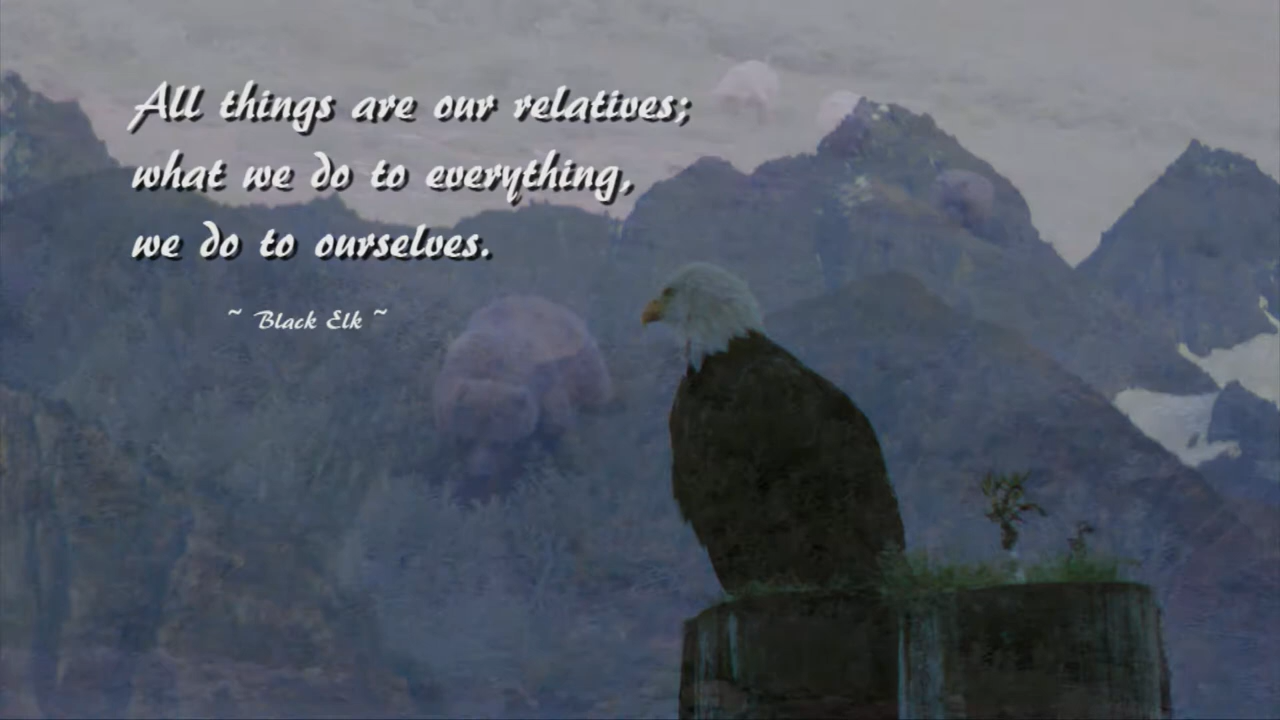 All things are our relatives;
what we do to everything,
we do to ourselves.
~ Black Elk ~